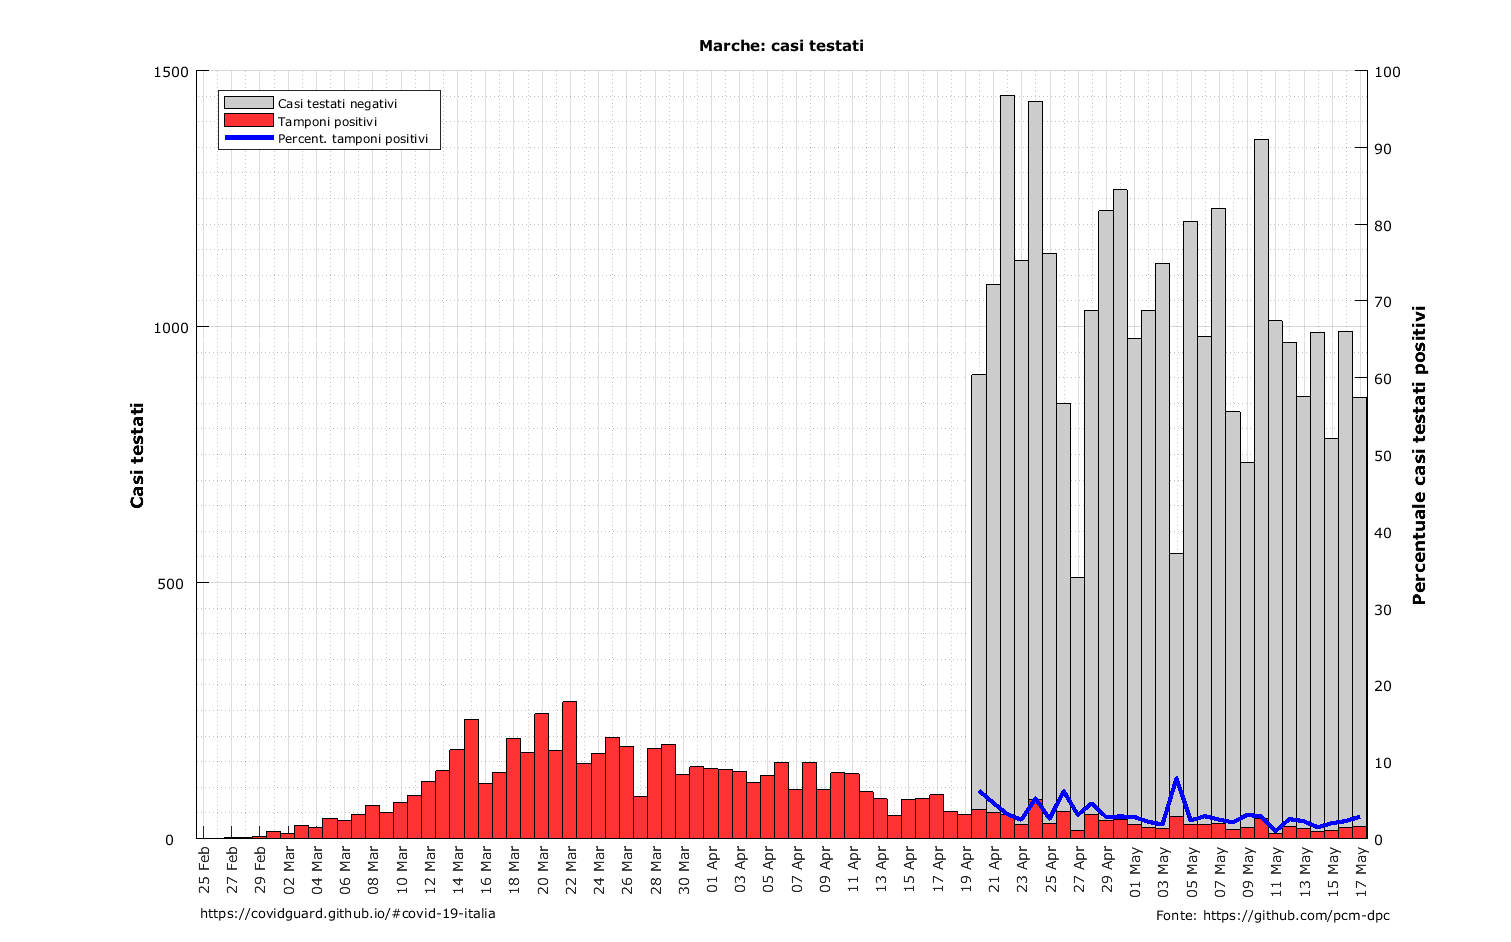 Marche: casi testati
Casi testati negativi
Tamponi positivi
Percent. tamponi positivi
1500
1000
500
0
Casi testati
100
90
80
70
60
50
40
30
20
10
0
Percentuale casi testati positivi
25 Feb
27 Feb
29 Feb
02 Mar
04 Mar
06 Mar
08 Mar
10 Mar
12 Mar
14 Mar
16 Mar
18 Mar
20 Mar
22 Mar
24 Mar
26 Mar
28 Mar
30 Mar
01 Apr
03 Apr
05 Apr
07 Apr
09 Apr
11 Apr
13 Apr
15 Apr
17 Apr
19 Apr
21 Apr
23 Apr
25 Apr
27 Apr
29 Apr
01 May
03 May
05 May
07 May
09 May
11 May
13 May
15 May
17 May
https://covidguard.github.io/#covid-19-italia
Fonte: https://github.com/pcm-dpc